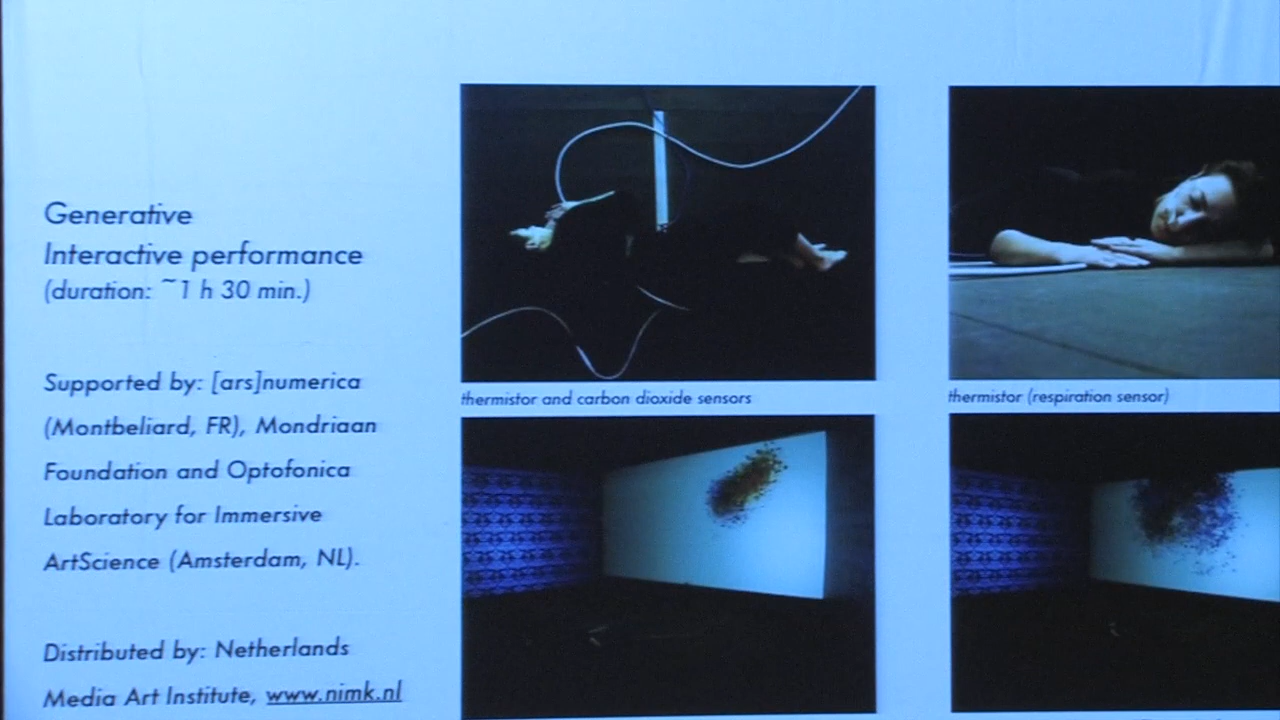 Generative
Interactive performance
(duration: ~1 h 30 min.)
Supported by: [ars]numerica
(Montbeliard, FR), Mondriaan
Foundation and Optofonica
Laboratory for Immersive
ArtScience (Amsterdam, NL).
Distributed by: Netherlands
Media Art Institute, www.nimk.nl
thermistor and carbon dioxide sensors
thermistor (respiration sensor)